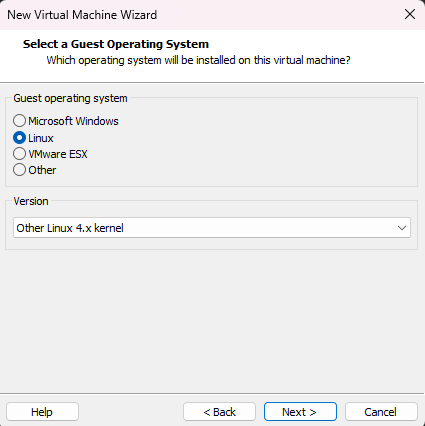 New Virtual Machine Wizard
Select a Guest Operating System
Which operating system will be installed on this virtual machine?
Guest operating system
Microsoft Windows
Linux
VMware ESX
Other
Version
Other Linux 4.x kernel
Help
< Back
Next >
Cancel